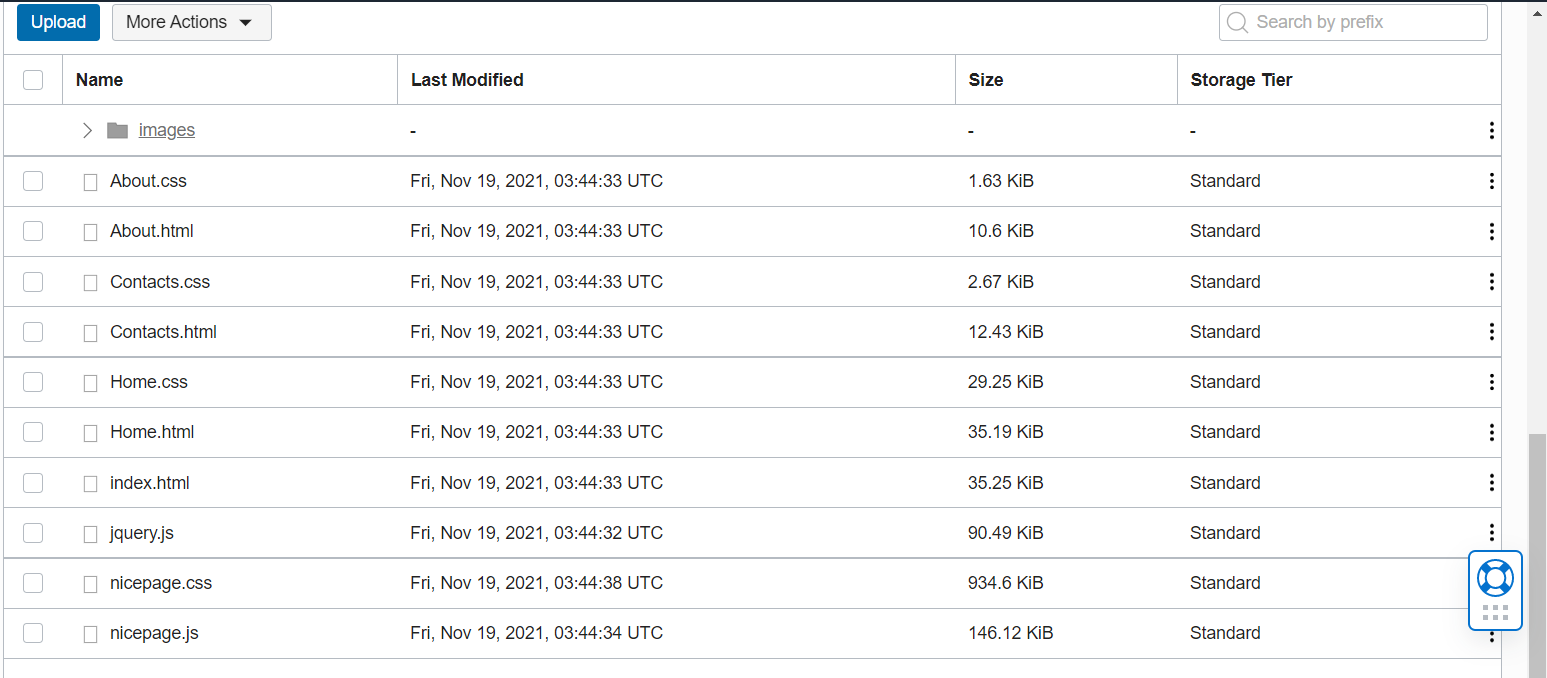 Upload More Actions Search by prefix
Name Last Modified Size Storage Tier
images - - -
About.css Fri, Nov 19, 2021, 03:44:33 UTC 1.63 KiB Standard
About.html Fri, Nov 19, 2021, 03:44:33 UTC 10.6 KiB Standard
Contacts.css Fri, Nov 19, 2021, 03:44:33 UTC 2.67 KiB Standard
Contacts.html Fri, Nov 19, 2021, 03:44:33 UTC 12.43 KiB Standard
Home.css Fri, Nov 19, 2021, 03:44:33 UTC 29.25 KiB Standard
Home.html Fri, Nov 19, 2021, 03:44:33 UTC 35.19 KiB Standard
index.html Fri, Nov 19, 2021, 03:44:33 UTC 35.25 KiB Standard
jquery.js Fri, Nov 19, 2021, 03:44:32 UTC 90.49 KiB Standard
nicepage.css Fri, Nov 19, 2021, 03:44:38 UTC 934.6 KiB Standard
nicepage.js Fri, Nov 19, 2021, 03:44:34 UTC 146.12 KiB Standard